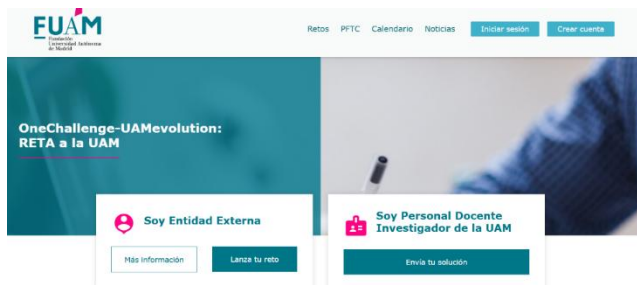 FUAM
Fundación
Universidad Autónoma
de Madrid
Retos PFTC Calendario Noticias Iniciar sesión Crear cuenta
OneChallenge-UAMevolution:
RETA a la UAM
Soy Entidad Externa
Más Información Lanza tu reto
Soy Personal Docente
Investigador de la UAM
Envía tu solución